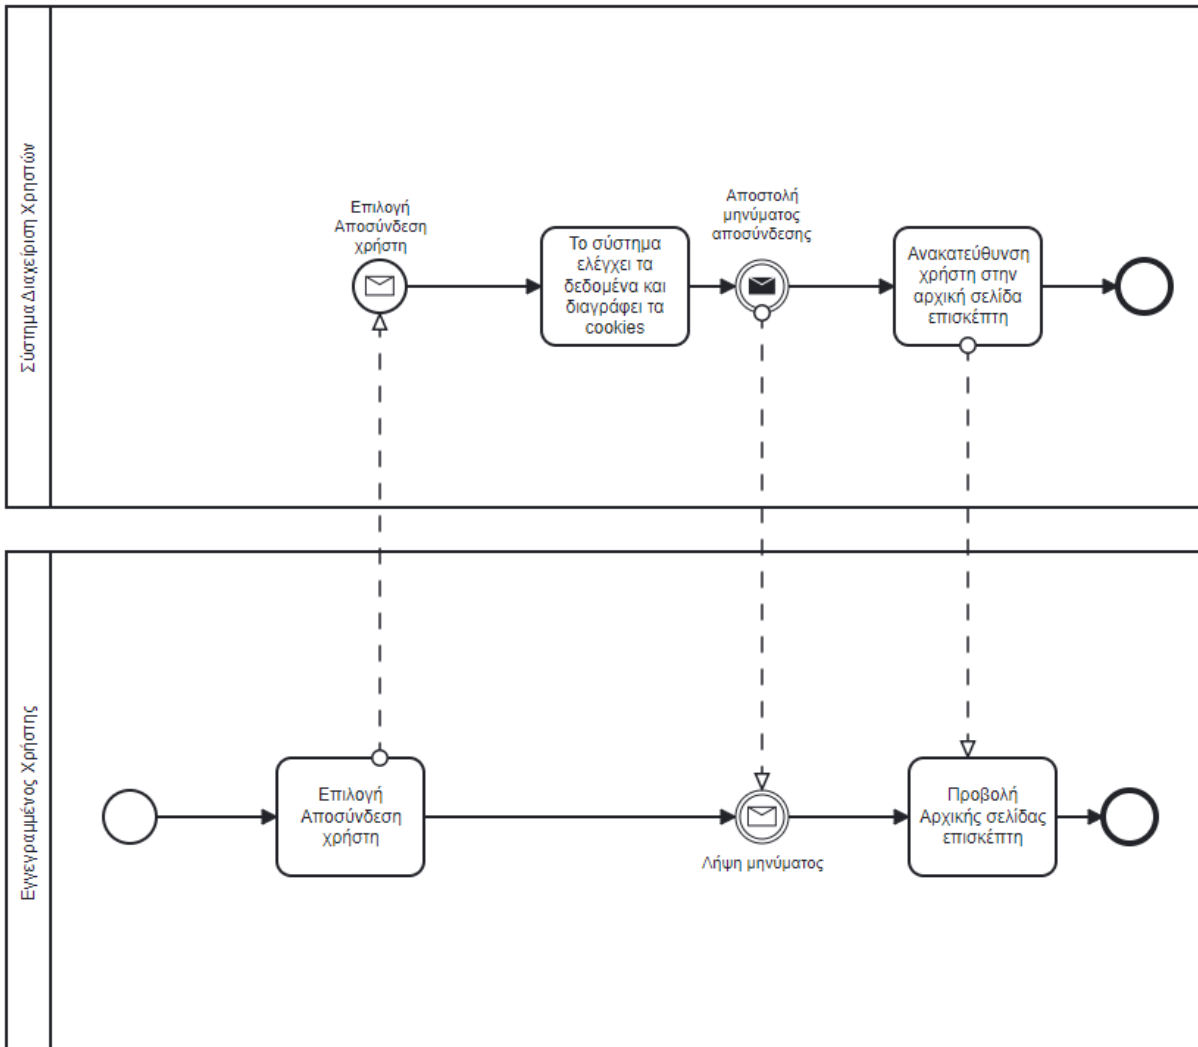 Σύστημα Διαχείριση Χρηστών
Επιλογή
Αποσύνδεση
χρήστη
Το σύστημα
ελέγχει τα
δεδομένα και
διαγράφει τα
cookies
Αποστολή
μηνύματος
αποσύνδεσης
Ανακατεύθυνση
χρήστη στην
αρχική σελίδα
επισκέπτη
Εγγεγραμμένος Χρήστης
Επιλογή
Αποσύνδεση
χρήστη
Λήψη μηνύματος
Προβολή
Αρχικής σελίδας
επισκέπτη